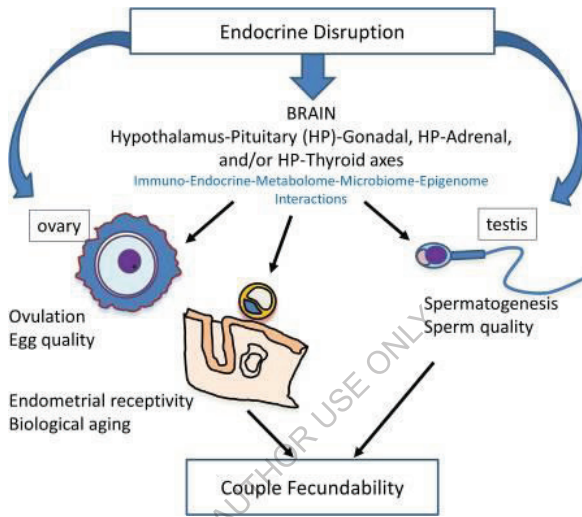 Endocrine Disruption
BRAIN
Hypothalamus-Pituitary (HP)-Gonadal, HP-Adrenal,
and/or HP-Thyroid axes
Immuno-Endocrine-Metabolome-Microbiome-Epigenome
Interactions
ovary
testis
Ovulation
Egg quality
Spermatogenesis
Sperm quality
Endometrial receptivity
Biological aging
Couple Fecundability
AUTHOR USE ONLY